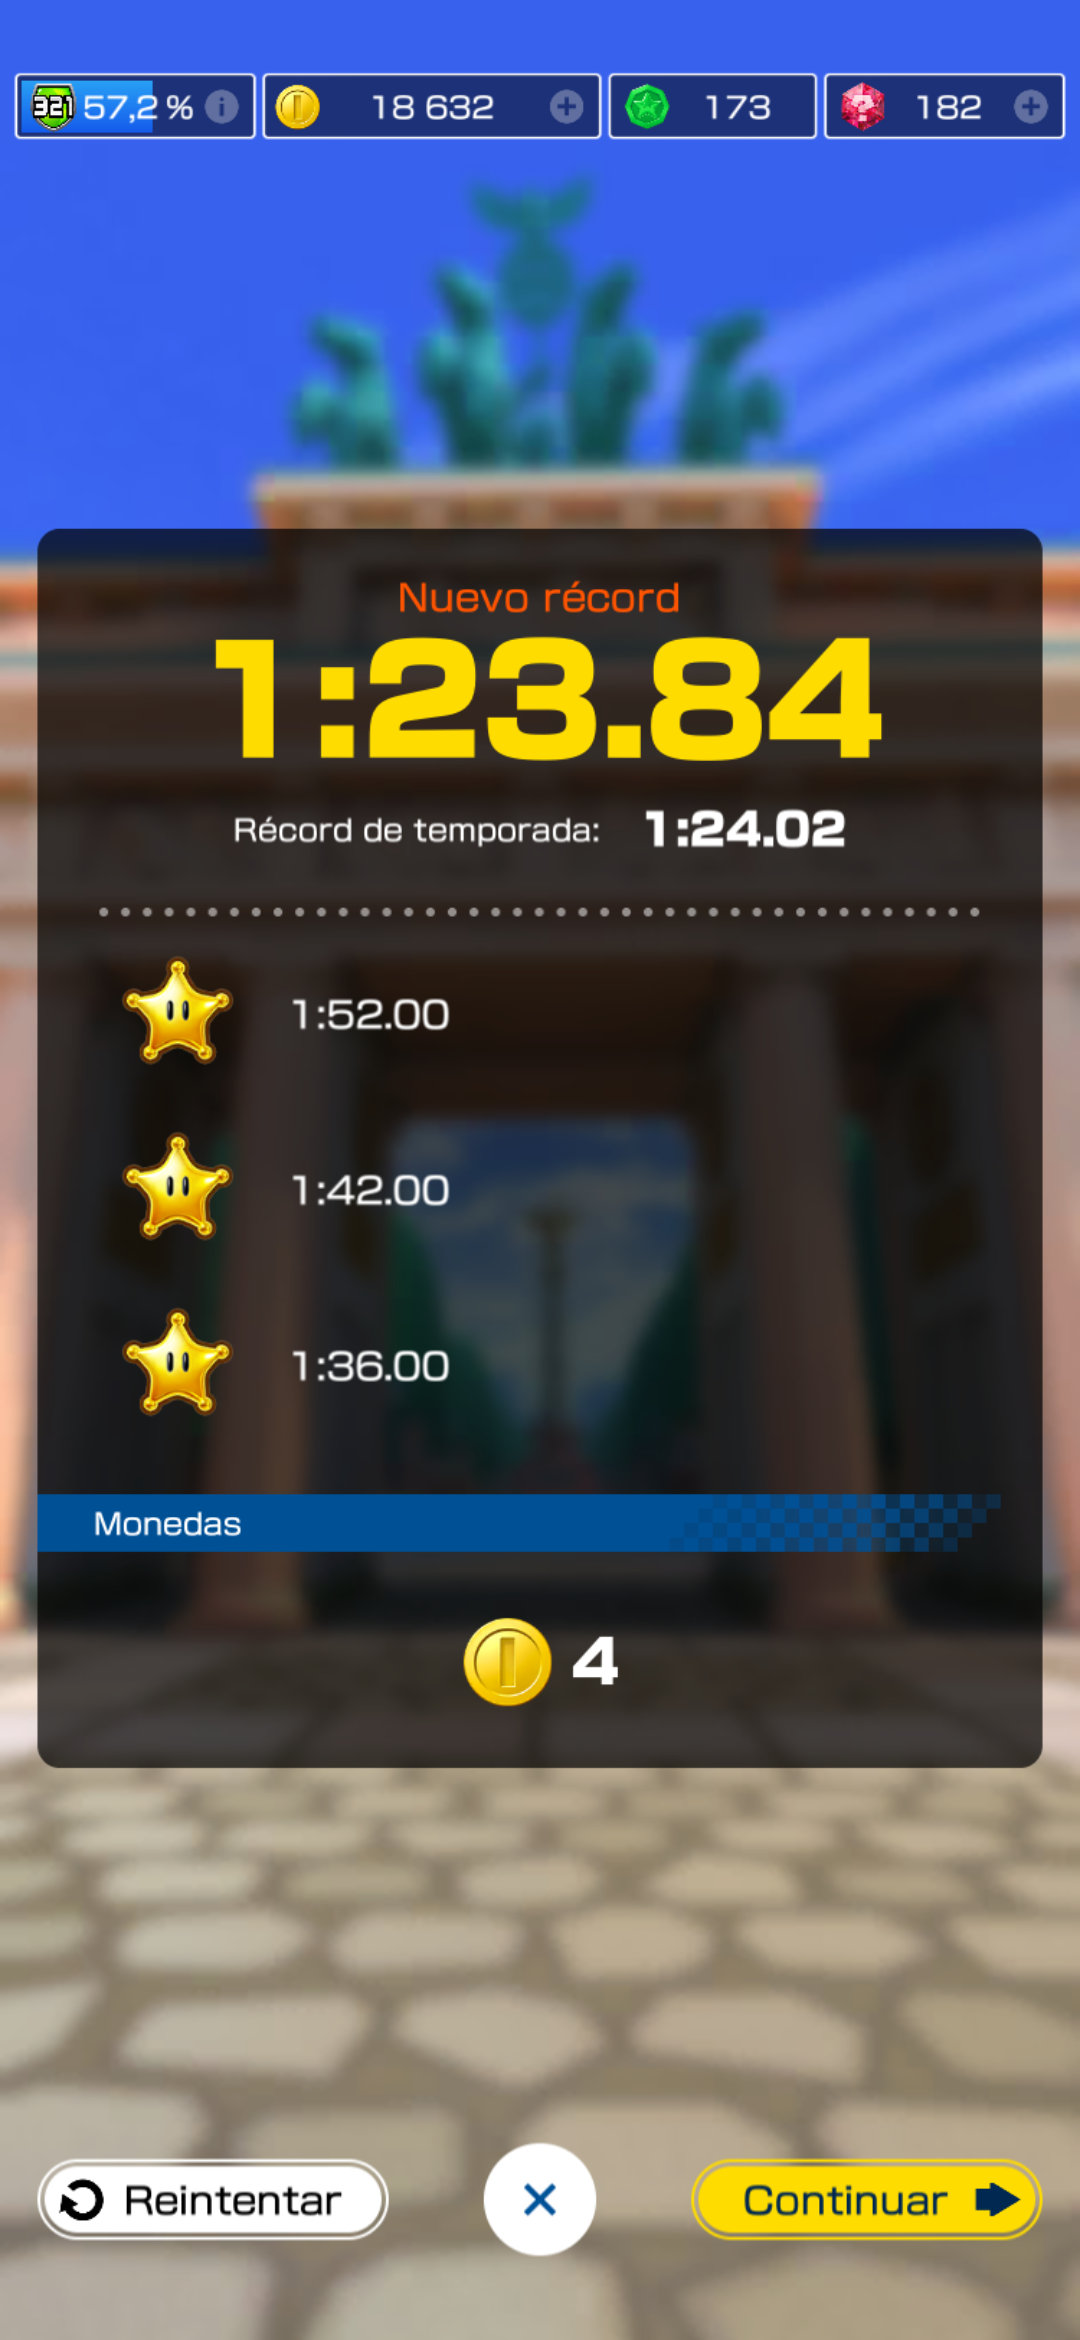 321 57,2 % i 18 632 + 173 ? 182 +
Nuevo récord
1:23.84
Récord de temporada: 1:24.02
1:52.00
1:42.00
1:36.00
Monedas
4
Reintentar × Continuar